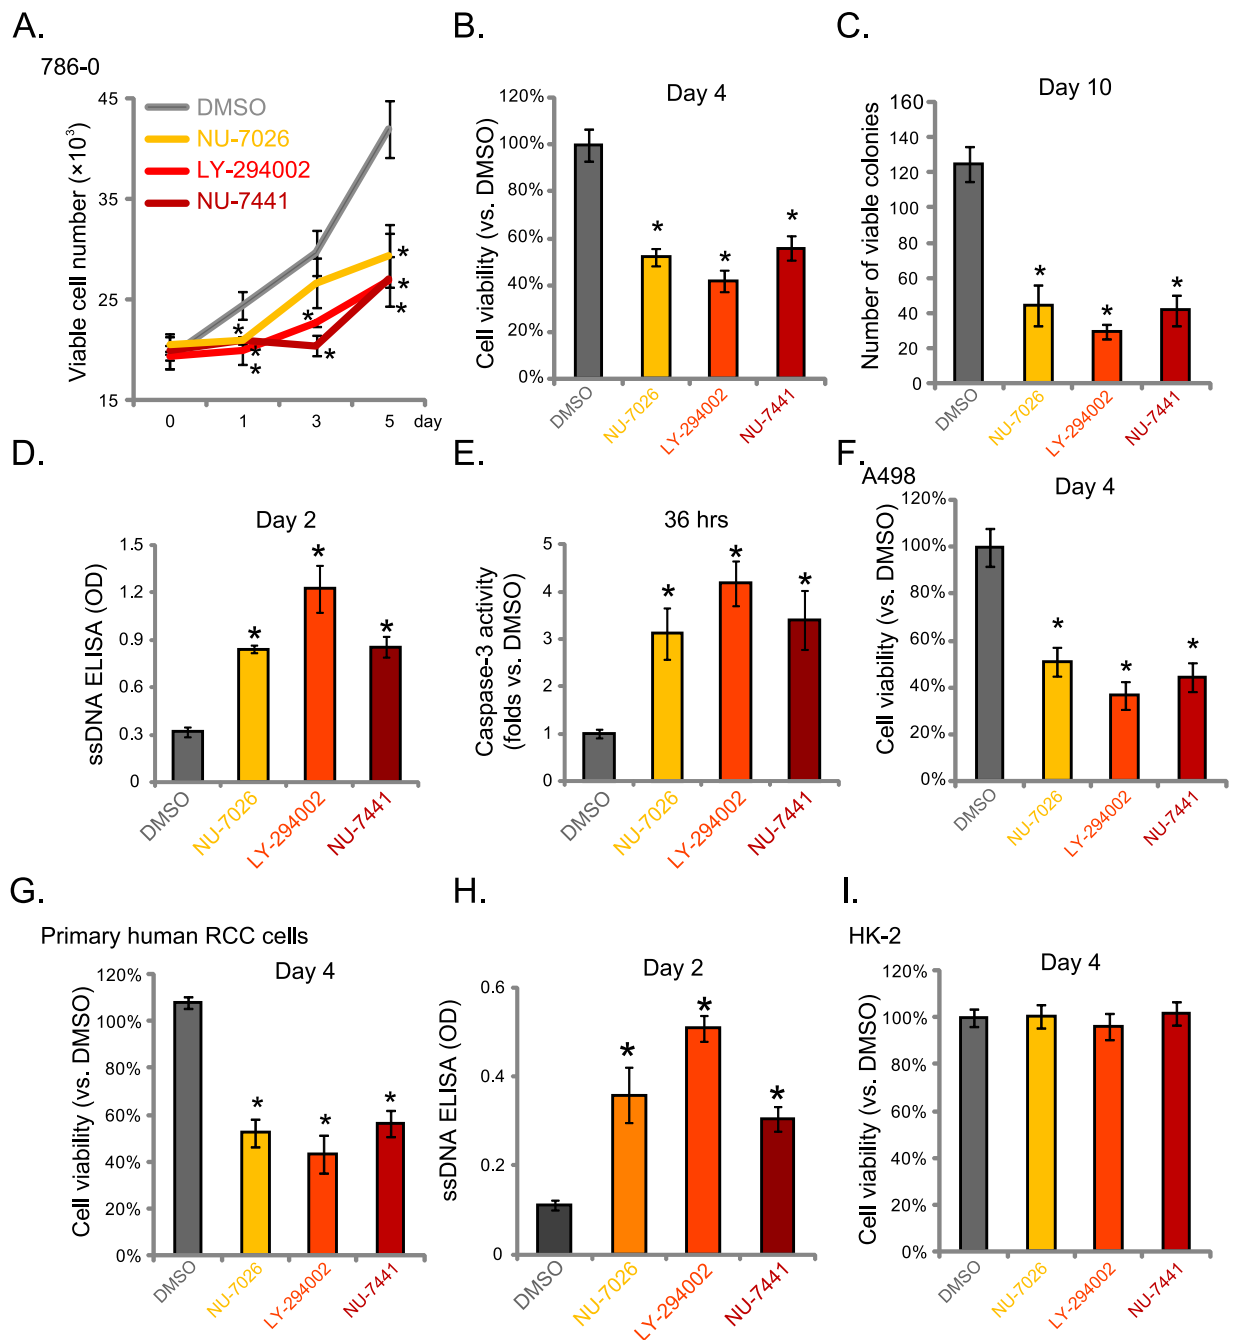 A.
786-0
Viable cell number (×10³)
45
35
25
15
DMSO
NU-7026
LY-294002
NU-7441
*
*
*
*
*
*
*
*
0 1 3 5 day
B.
Day 4
Cell viability (vs. DMSO)
120%
100%
80%
60%
40%
20%
0%
* * *
DMSO NU-7026 LY-294002 NU-7441
C.
Day 10
Number of viable colonies
160
140
120
100
80
60
40
20
0
* * *
DMSO NU-7026 LY-294002 NU-7441
D.
Day 2
ssDNA ELISA (OD)
1.5
1.2
0.9
0.6
0.3
0
* * *
DMSO NU-7026 LY-294002 NU-7441
E.
36 hrs
Caspase-3 activity
(folds vs. DMSO)
5
4
3
2
1
0
* * *
DMSO NU-7026 LY-294002 NU-7441
F.
A498
Day 4
Cell viability (vs. DMSO)
120%
100%
80%
60%
40%
20%
0%
* * *
DMSO NU-7026 LY-294002 NU-7441
G.
Primary human RCC cells
Day 4
Cell viability (vs. DMSO)
120%
100%
80%
60%
40%
20%
0%
* * *
DMSO NU-7026 LY-294002 NU-7441
H.
Day 2
ssDNA ELISA (OD)
0.6
0.4
0.2
0
* * *
DMSO NU-7026 LY-294002 NU-7441
I.
HK-2
Day 4
Cell viability (vs. DMSO)
120%
100%
80%
60%
40%
20%
0%
DMSO NU-7026 LY-294002 NU-7441